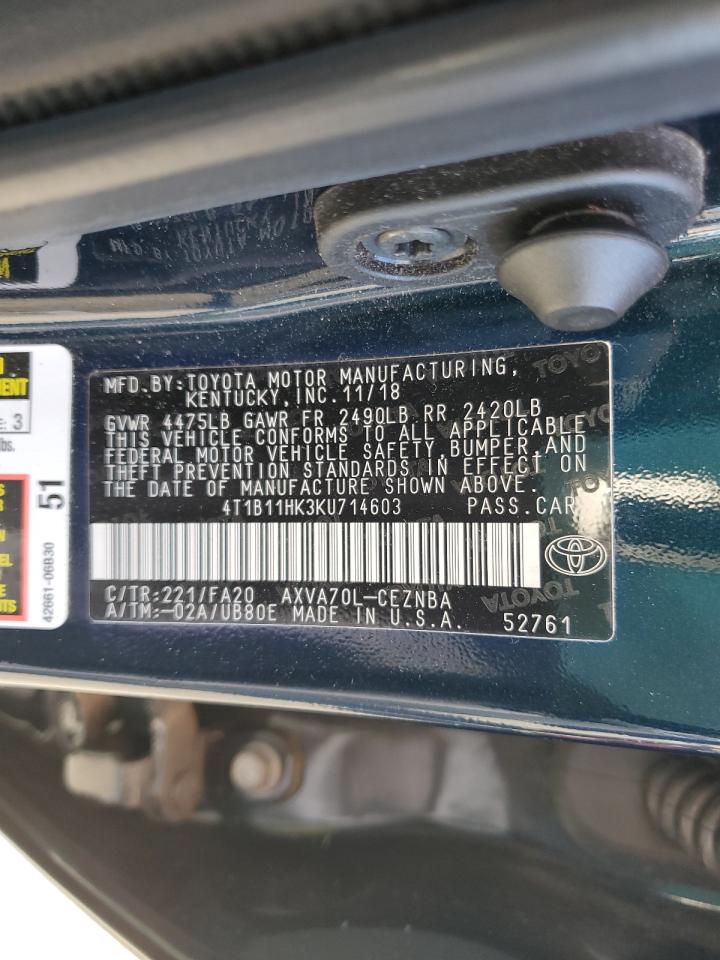 MFD.BY:TOYOTA MOTOR MANUFACTURING,
KENTUCKY,INC.11/18
GVWR 4475LB GAWR FR 2490LB RR 2420LB
THIS VEHICLE CONFORMS TO ALL APPLICABLE
FEDERAL MOTOR VEHICLE SAFETY,BUMPER,AND
THEFT PREVENTION STANDARDS IN EFFECT ON
THE DATE OF MANUFACTURE SHOWN ABOVE.
4T1B11HK3KU714603 PASS.CAR
C/TR:221/FA20 AXVA70L-CEZNBA
A/TM:-02A/UB80E MADE IN U.S.A. 52761
TOYOTA
3
lbs.
51
42661-06B30